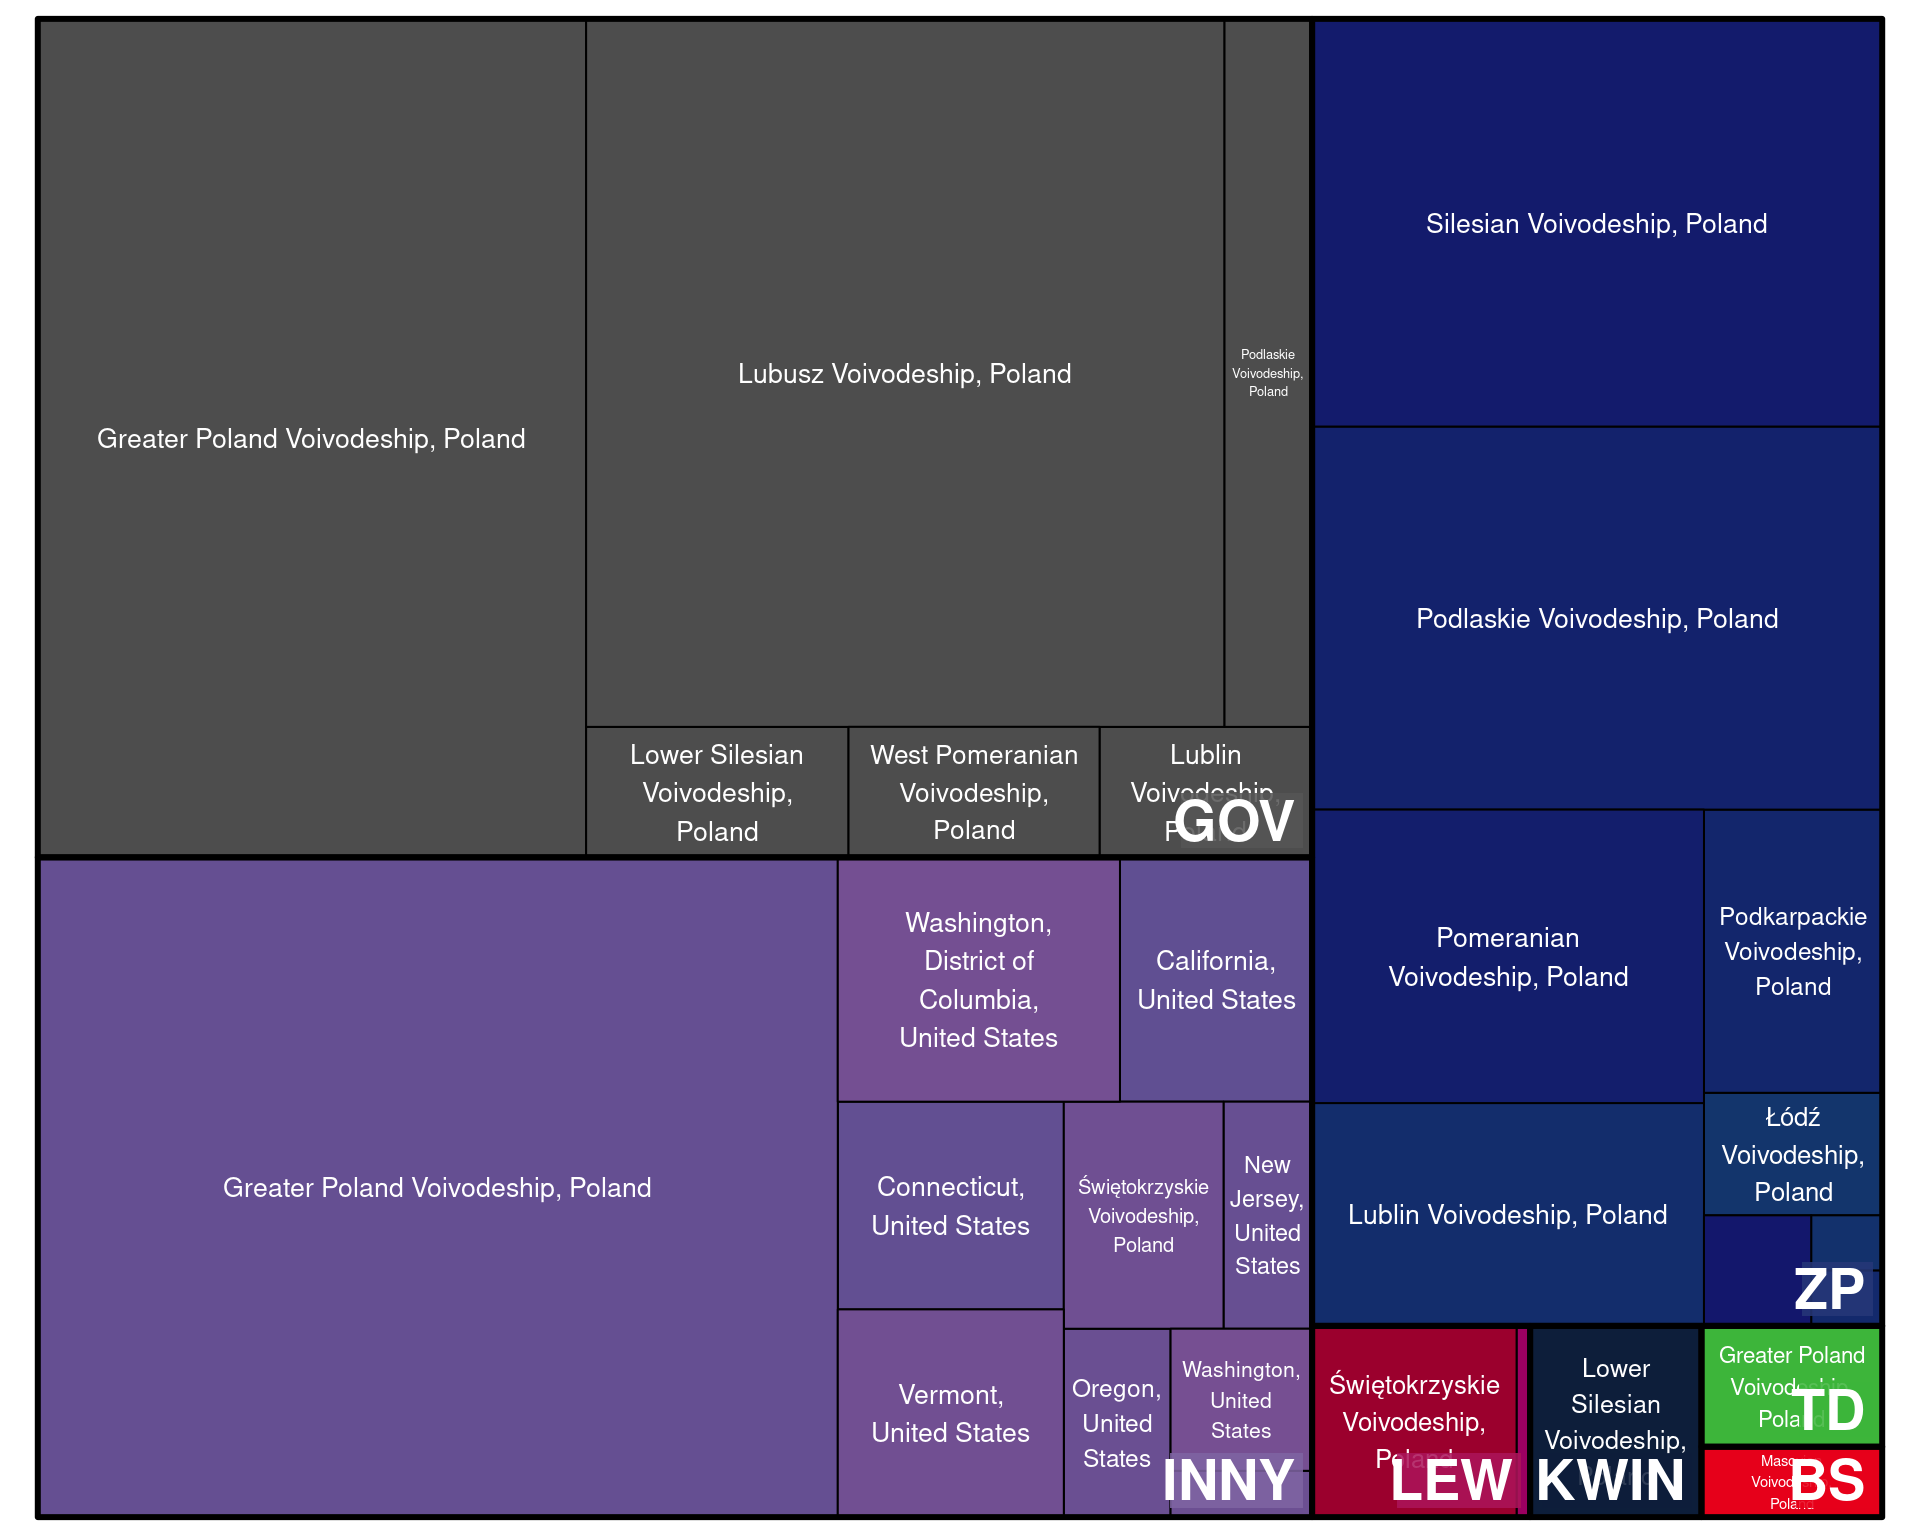 Greater Poland Voivodeship, Poland
Lubusz Voivodeship, Poland
Podlaskie
Voivodeship,
Poland
Lower Silesian
Voivodeship,
Poland
West Pomeranian
Voivodeship,
Poland
Lublin
Voivodeship,
Poland
GOV
Greater Poland Voivodeship, Poland
Washington,
District of
Columbia,
United States
California,
United States
Connecticut,
United States
Świętokrzyskie
Voivodeship,
Poland
New
Jersey,
United
States
Vermont,
United States
Oregon,
United
States
Washington,
United
States
INNY
Silesian Voivodeship, Poland
Podlaskie Voivodeship, Poland
Pomeranian
Voivodeship, Poland
Podkarpackie
Voivodeship,
Poland
Lublin Voivodeship, Poland
Łódź
Voivodeship,
Poland
ZP
Świętokrzyskie
Voivodeship,
Poland
LEW
Lower
Silesian
Voivodeship,
KWIN
Greater Poland
Voivodeship,
Poland
TD
Poland
BS